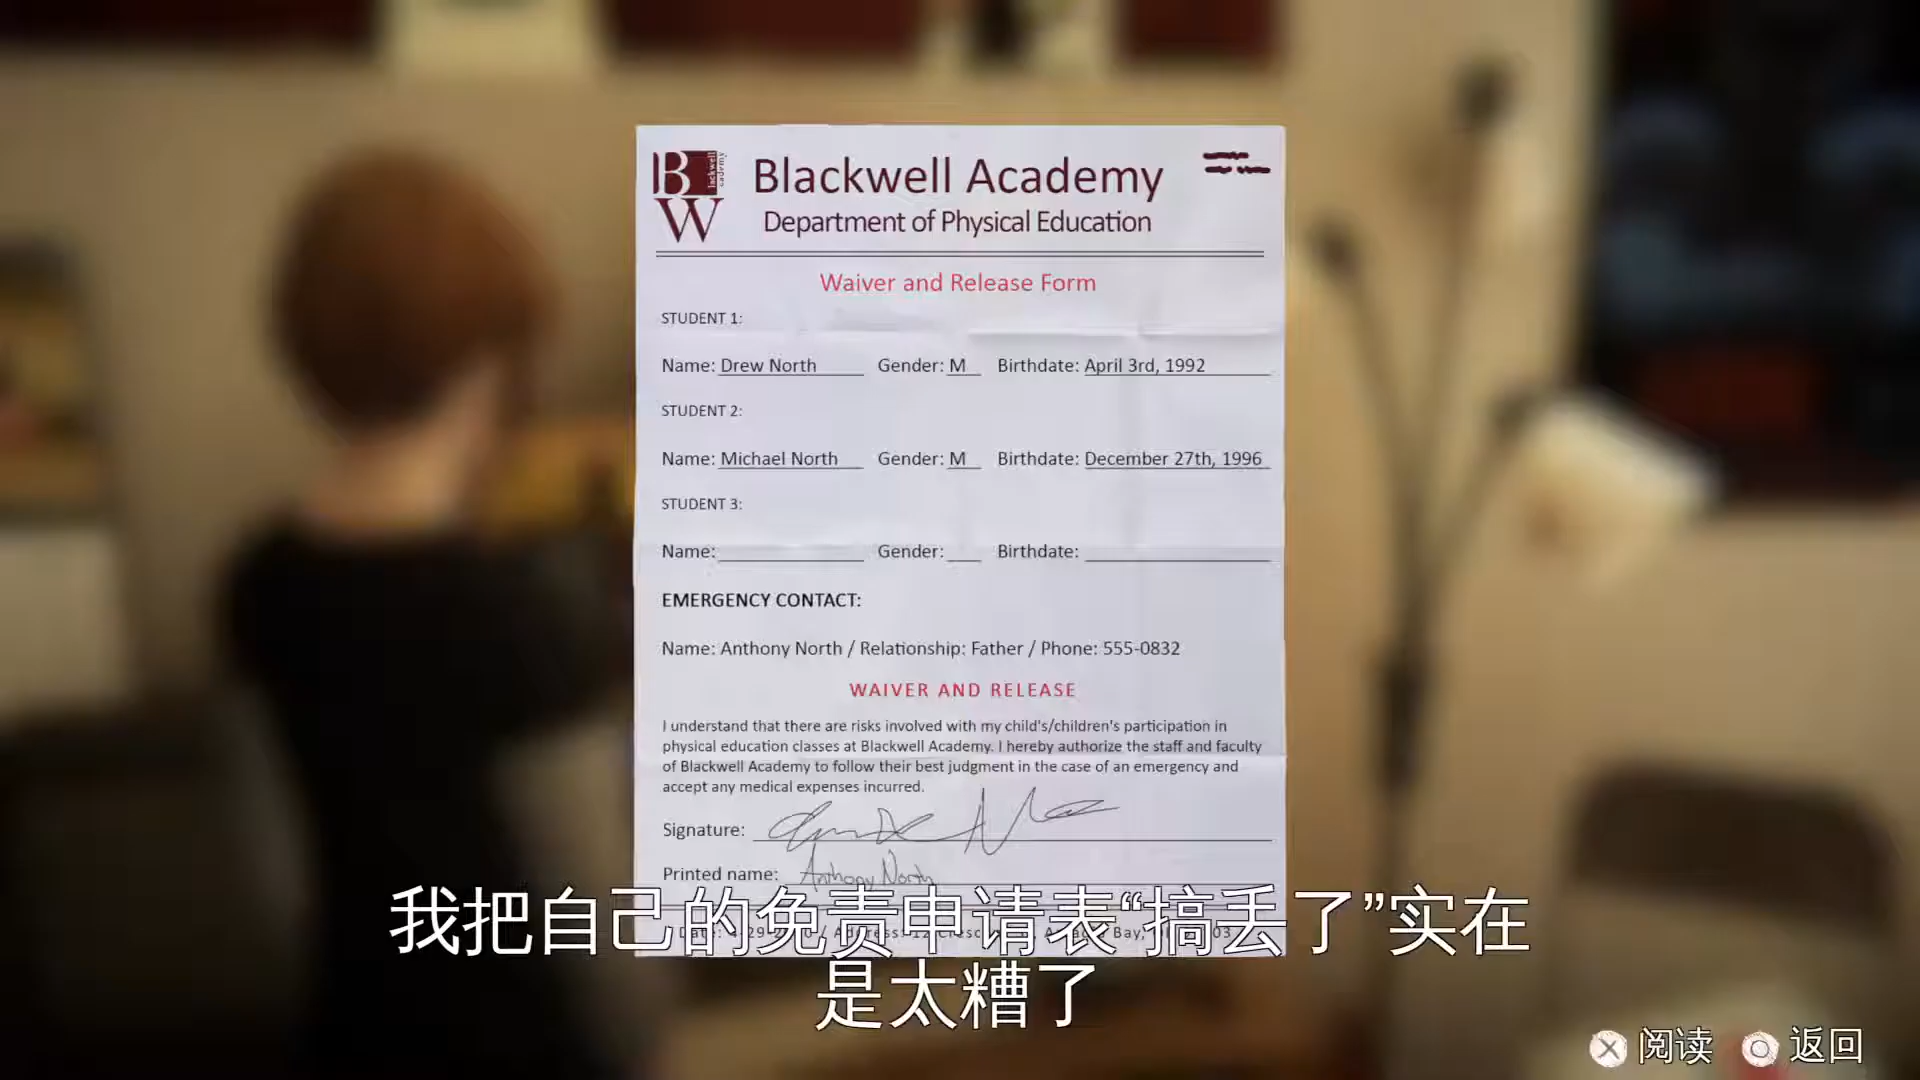 BW
Blackwell Academy
Department of Physical Education
Waiver and Release Form
STUDENT 1:
Name: Drew North Gender: M Birthdate: April 3rd, 1992
STUDENT 2:
Name: Michael North Gender: M Birthdate: December 27th, 1996
STUDENT 3:
Name: Gender: Birthdate:
EMERGENCY CONTACT:
Name: Anthony North / Relationship: Father / Phone: 555-0832
WAIVER AND RELEASE
I understand that there are risks involved with my child's/children's participation in
physical education classes at Blackwell Academy. I hereby authorize the staff and faculty
of Blackwell Academy to follow their best judgment in the case of an emergency and
accept any medical expenses incurred.
Signature:
Printed name: Anthony North
我把自己的免责申请表“搞丢了”实在
是太糟了
阅读 返回